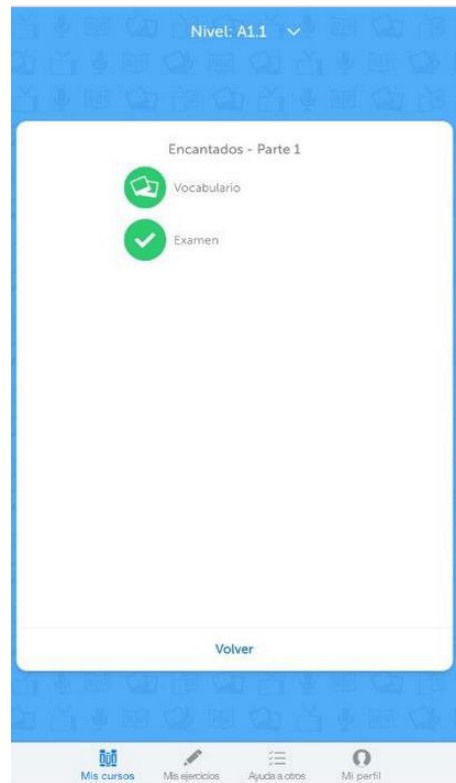 Nivel: A1.1
Encantados - Parte 1
Vocabulario
Examen
Volver
Mis cursos
Mis ejercicios
Ayuda a otros
Mi perfil